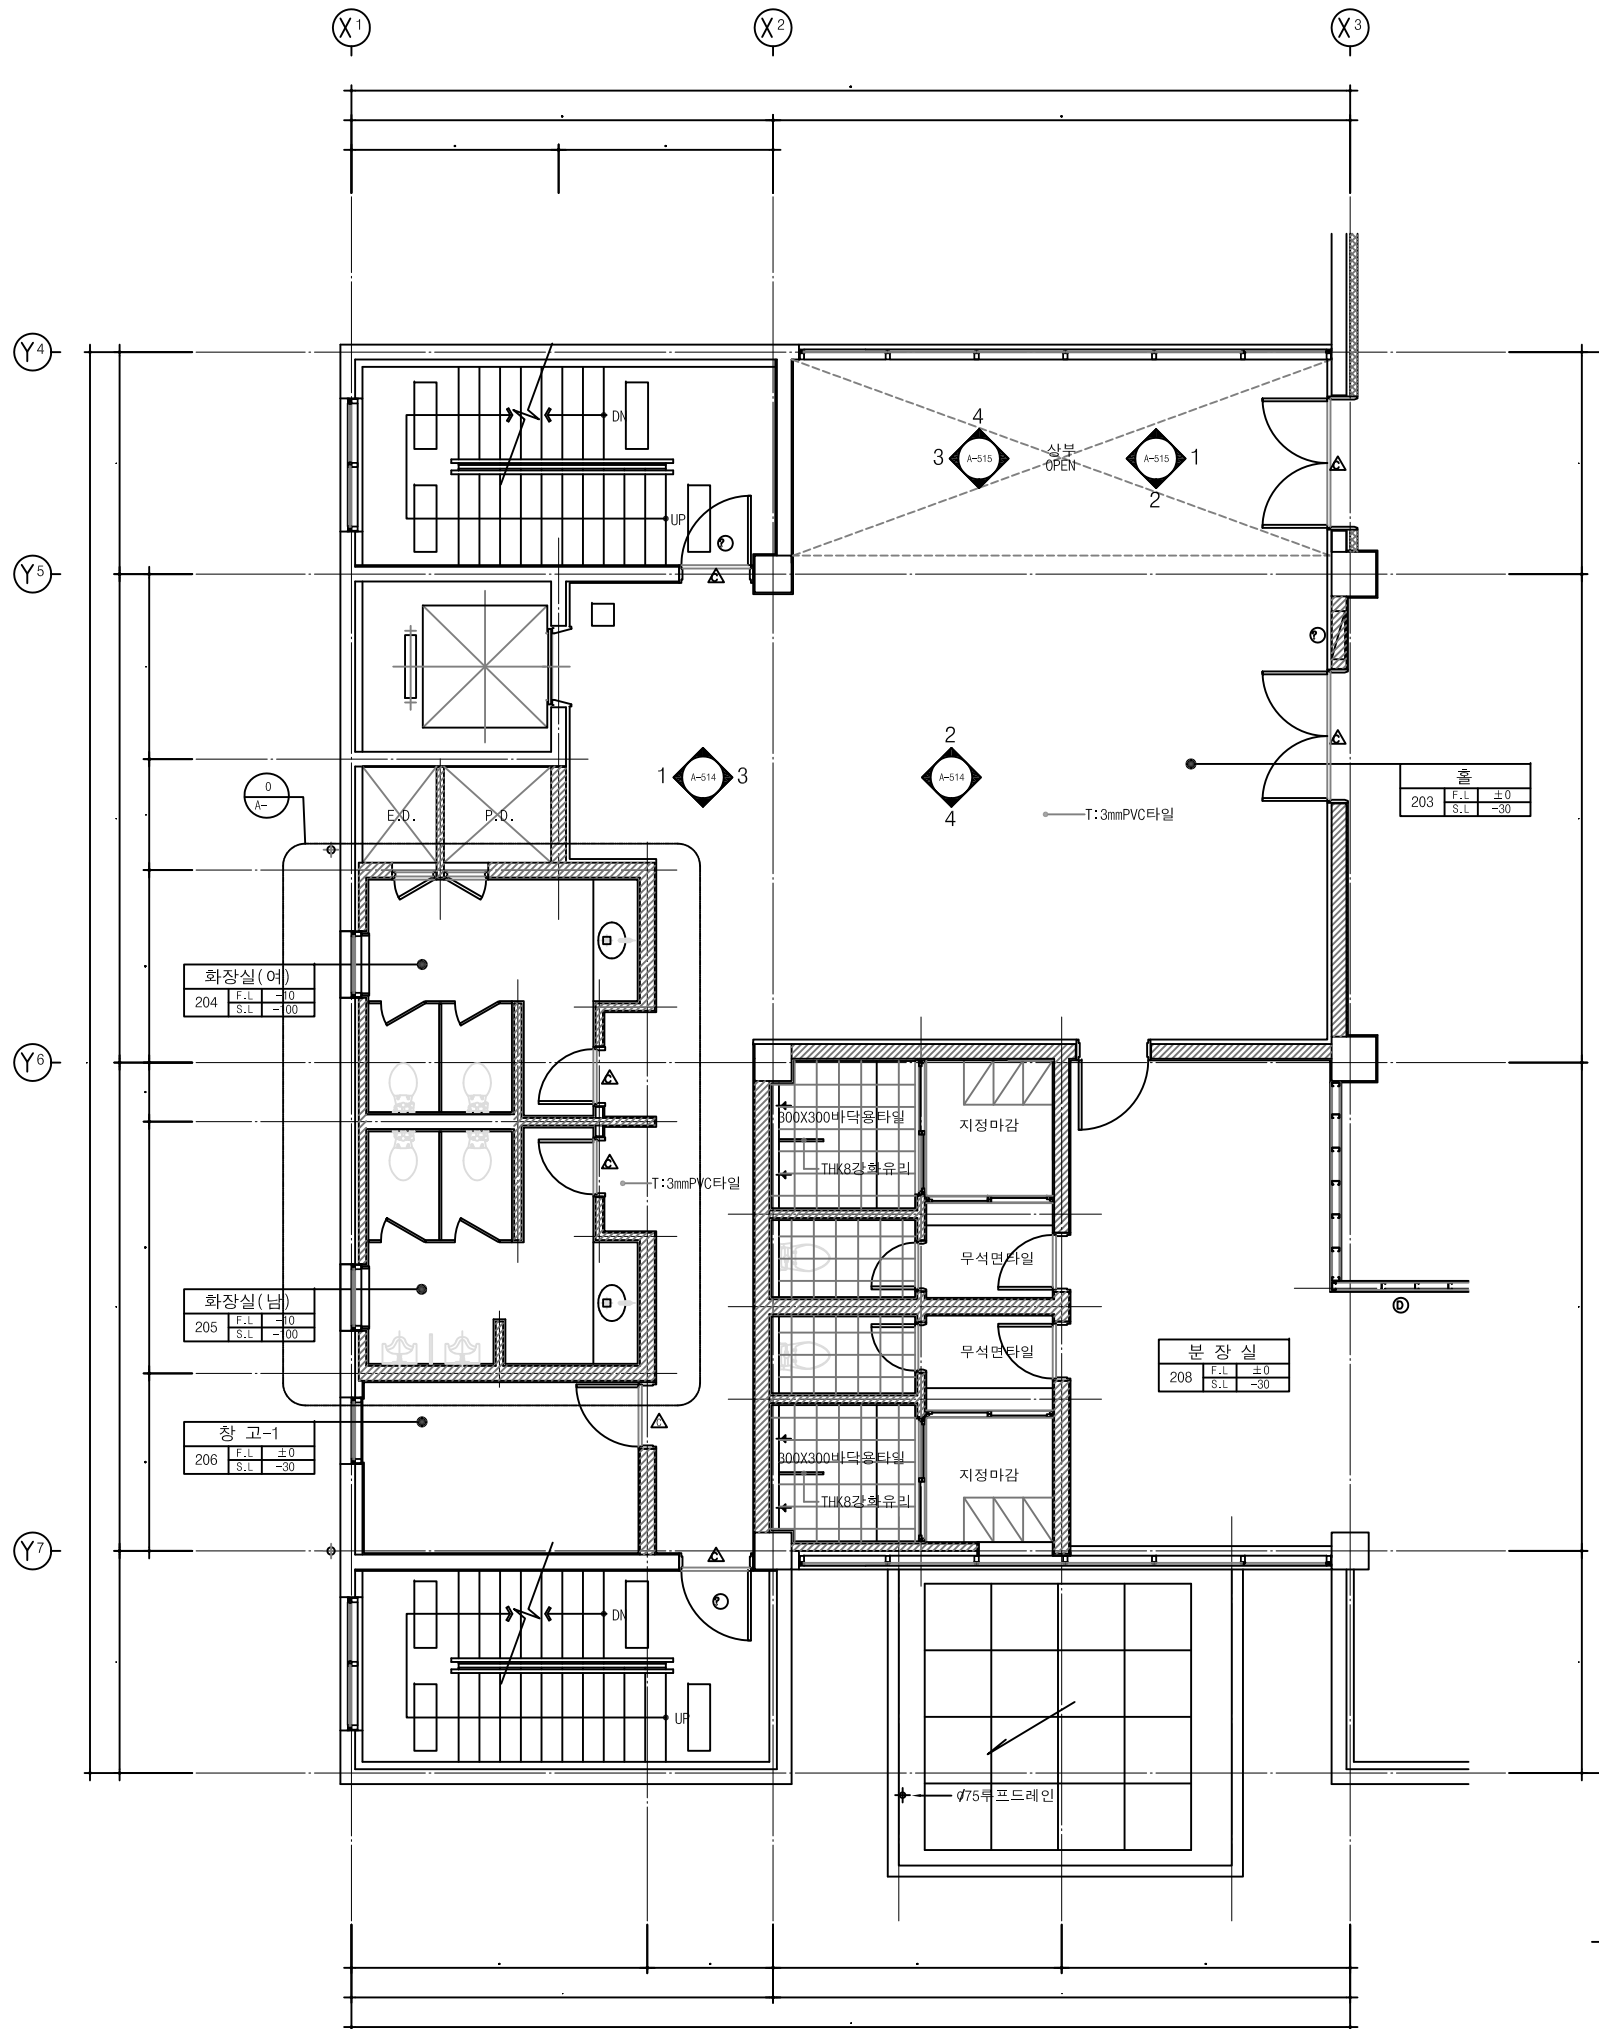 X1
X2
X3
Y4
DN
UP
4
3
A-515
상부
OPEN
A-515
1
2
C
?
Y5
C
?
C
2
1
A-514
3
A-514
4
T:3mmPVC타일
홀
203
F.L
±0
S.L
-30
0
A-
E.D.
P.D.
화장실(여)
204
F.L
-10
S.L
-100
Y6
C
300X300바닥용타일
THK8강화유리
지정마감
C
T:3mmPVC타일
무석면타일
화장실(남)
205
F.L
-10
S.L
-100
D
무석면타일
분 장 실
208
F.L
±0
S.L
-30
창 고-1
206
F.L
±0
S.L
-30
C
300X300바닥용타일
THK8강화유리
지정마감
Y7
C
?
DN
UP
φ75루프드레인